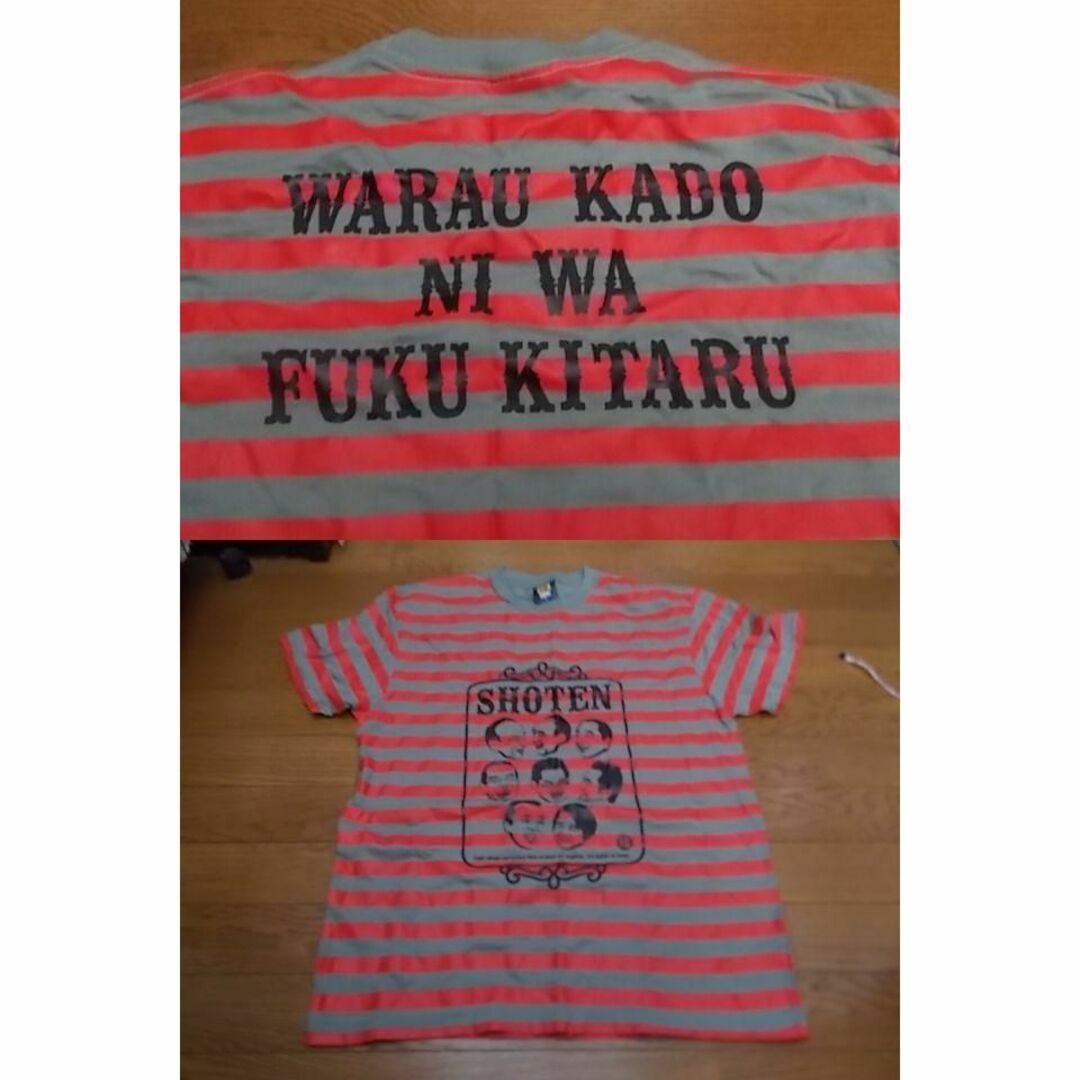 WARAU KADO
NI WA
FUKU KITARU
SHOTEN